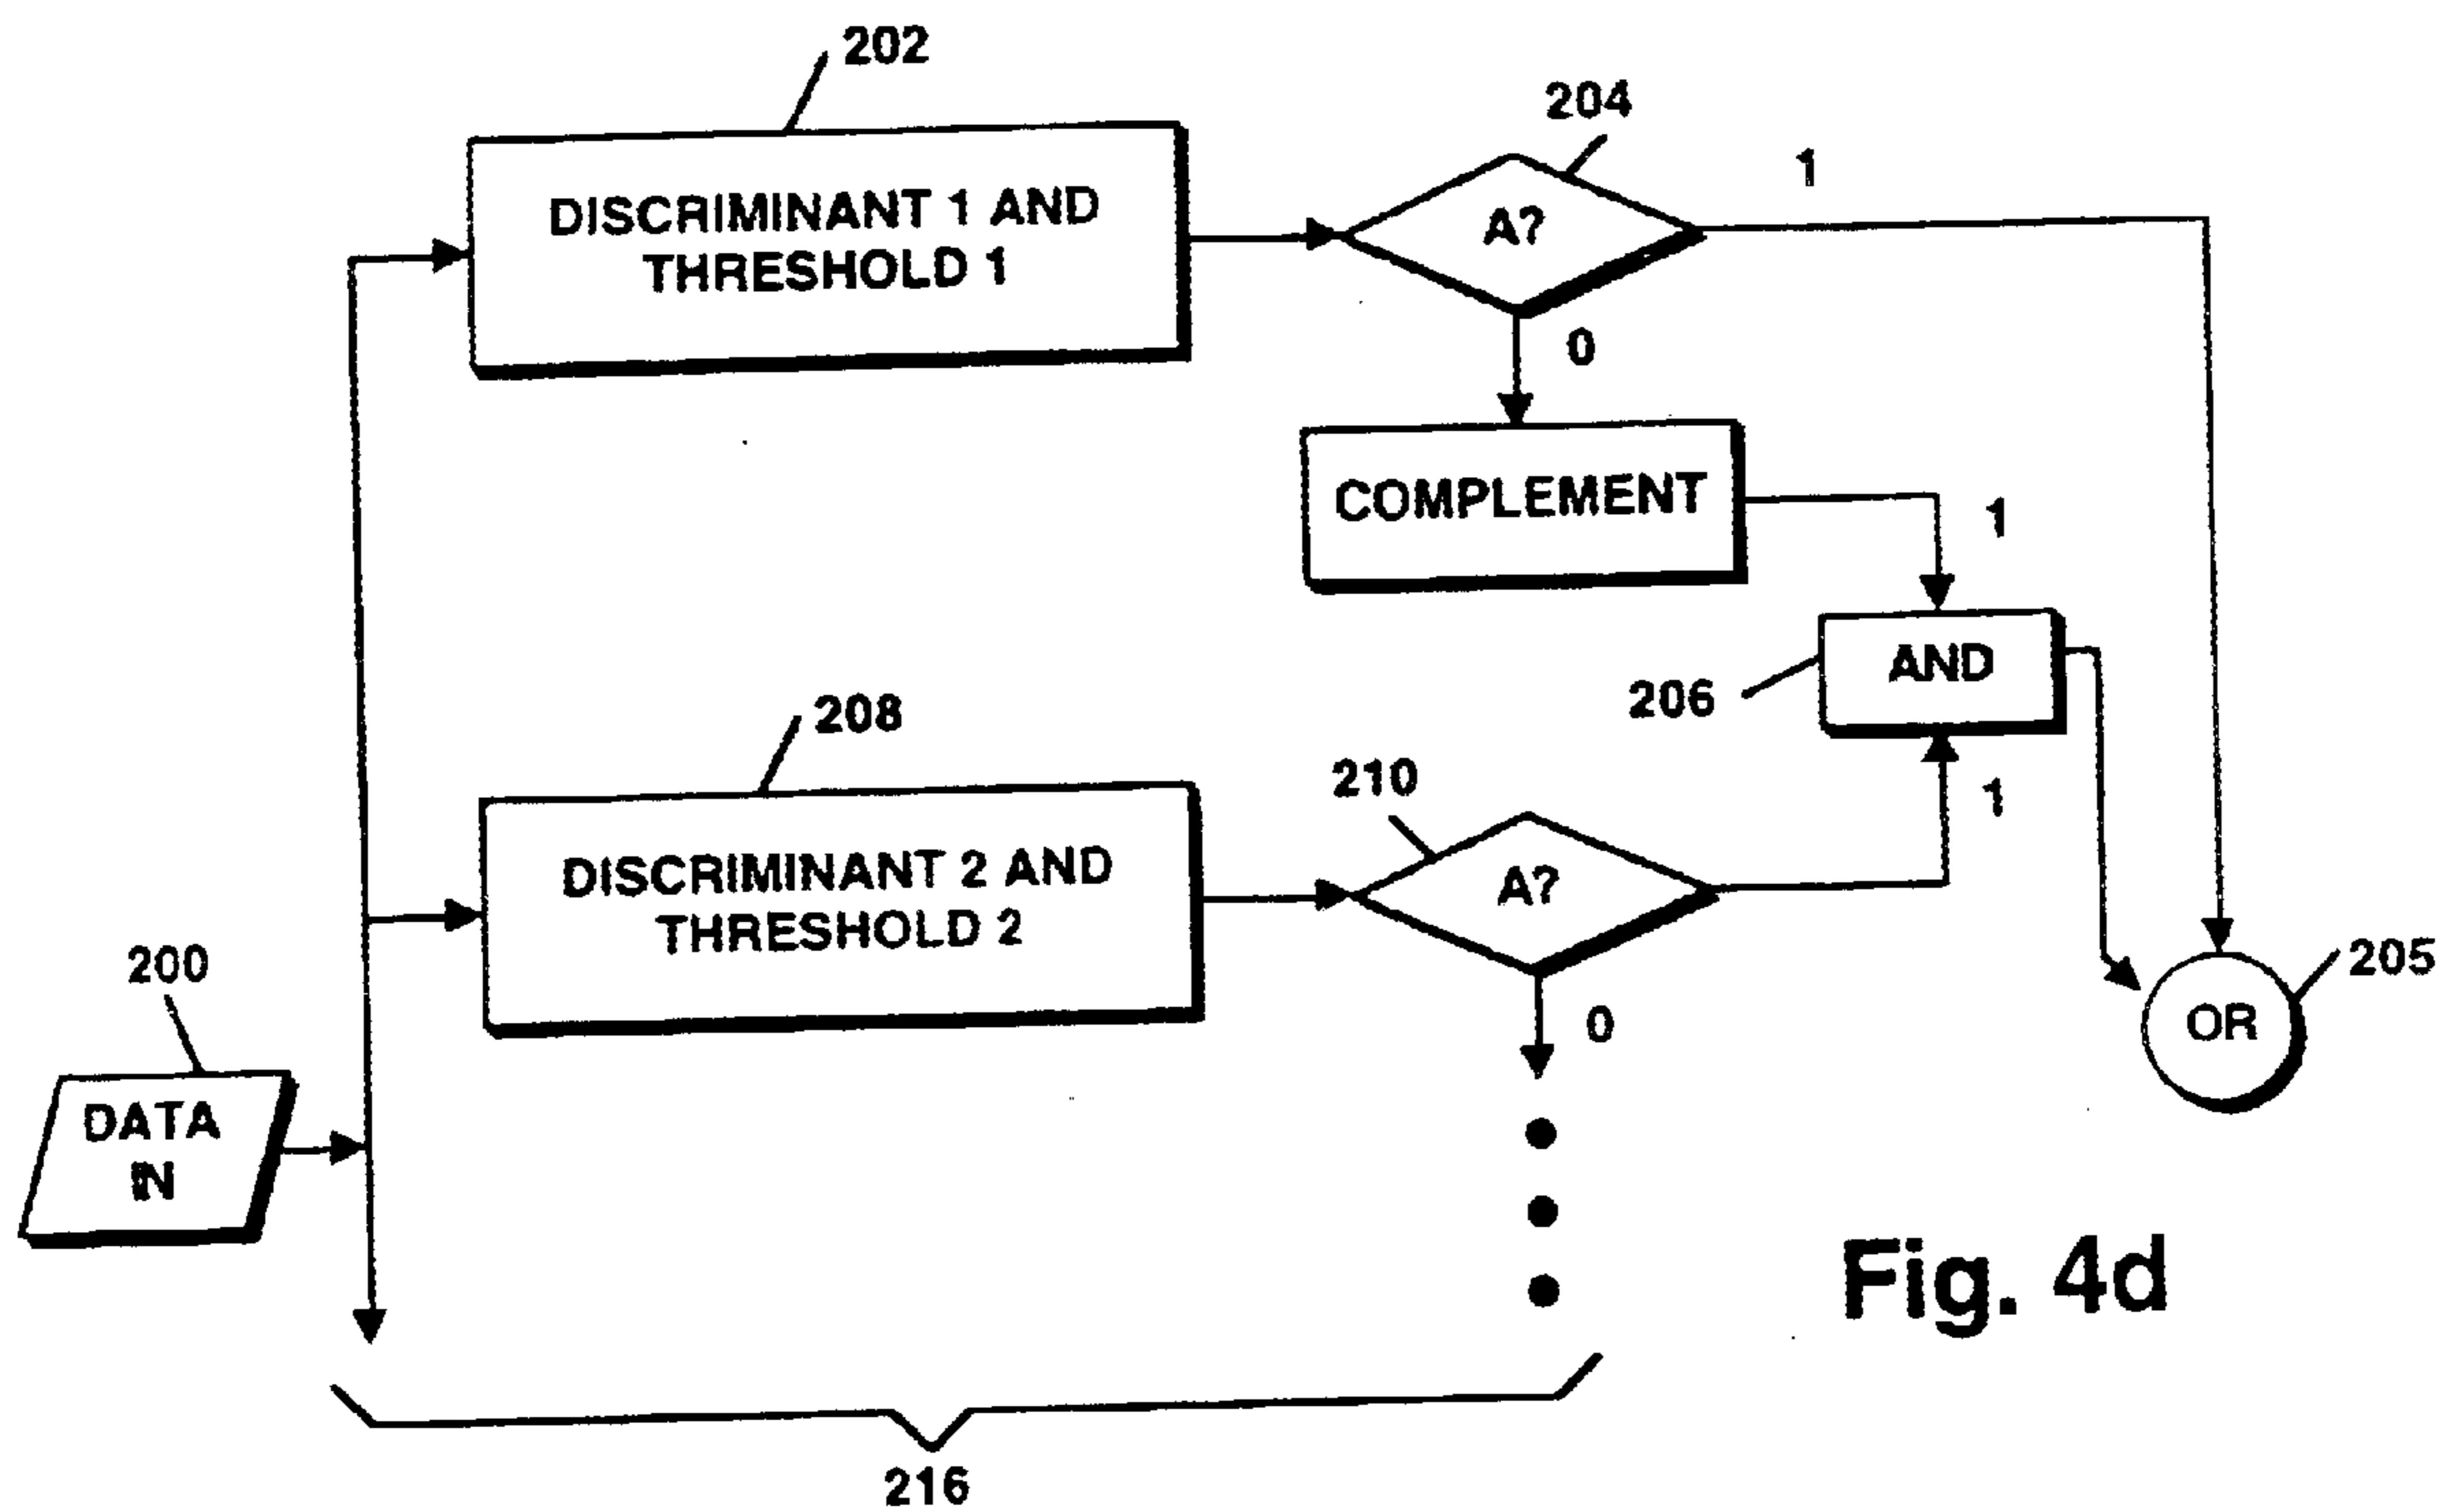 202
204
1
DISCRIMINANT 1 AND
THRESHOLD 1
A?
0
COMPLEMENT
1
AND
206
208
210
1
DISCRIMINANT 2 AND
THRESHOLD 2
A?
200
205
0
OR
DATA
IN
Fig. 4d
216